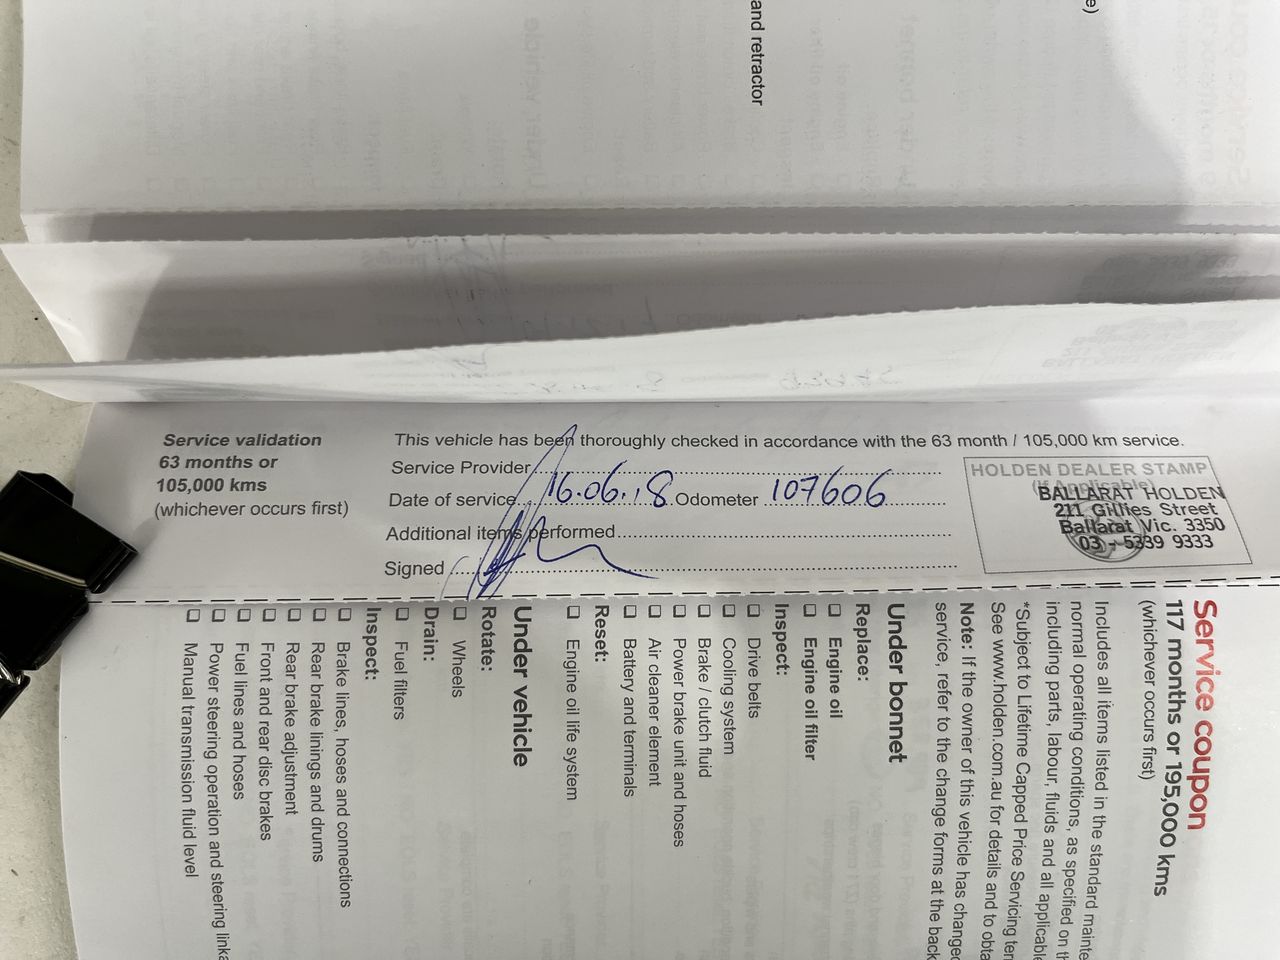 and retractor
e)
Service validation
63 months or
105,000 kms
(whichever occurs first)
This vehicle has been thoroughly checked in accordance with the 63 month / 105,000 km service.
Service Provider
Date of service 16.06.18 Odometer 107606
Additional items performed
Signed
HOLDEN DEALER STAMP
(If Applicable)
BALLARAT HOLDEN
211 Gillies Street
Ballarat Vic. 3350
03 - 5339 9333
Service coupon
117 months or 195,000 kms
(whichever occurs first)
Includes all items listed in the standard mainte
normal operating conditions, as specified on th
including parts, labour, fluids and all applicable
*Subject to Lifetime Capped Price Servicing ter
See www.holden.com.au for details and to obta
Note: If the owner of this vehicle has changed
service, refer to the change forms at the back
Under bonnet
Replace:
Engine oil
Engine oil filter
Inspect:
Drive belts
Cooling system
Brake / clutch fluid
Power brake unit and hoses
Air cleaner element
Battery and terminals
Reset:
Engine oil life system
Under vehicle
Rotate:
Wheels
Drain:
Fuel filters
Inspect:
Brake lines, hoses and connections
Rear brake linings and drums
Rear brake adjustment
Front and rear disc brakes
Fuel lines and hoses
Power steering operation and steering linka
Manual transmission fluid level